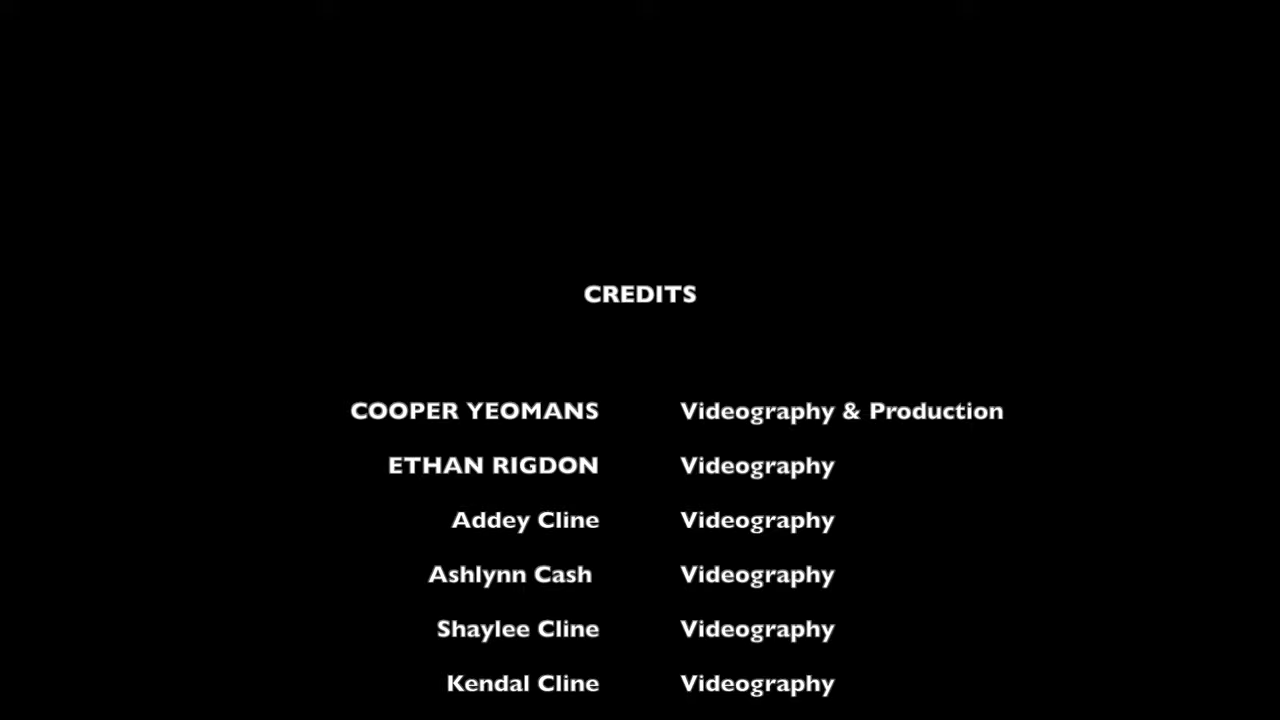 CREDITS
COOPER YEOMANS Videography & Production
ETHAN RIGDON Videography
Addey Cline Videography
Ashlynn Cash Videography
Shaylee Cline Videography
Kendal Cline Videography